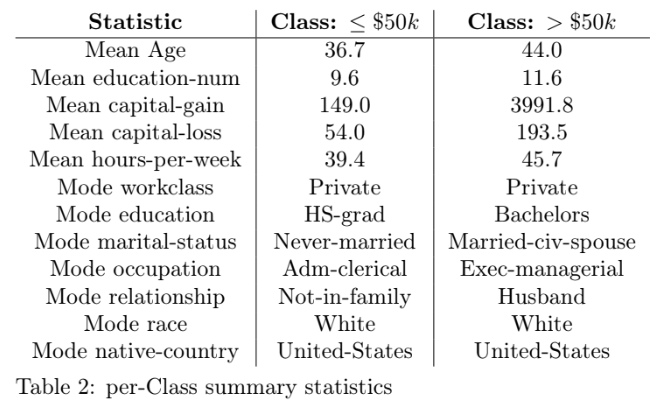 Statistic Class: ≤ $50k Class: > $50k
Mean Age 36.7 44.0
Mean education-num 9.6 11.6
Mean capital-gain 149.0 3991.8
Mean capital-loss 54.0 193.5
Mean hours-per-week 39.4 45.7
Mode workclass Private Private
Mode education HS-grad Bachelors
Mode marital-status Never-married Married-civ-spouse
Mode occupation Adm-clerical Exec-managerial
Mode relationship Not-in-family Husband
Mode race White White
Mode native-country United-States United-States
Table 2: per-Class summary statistics